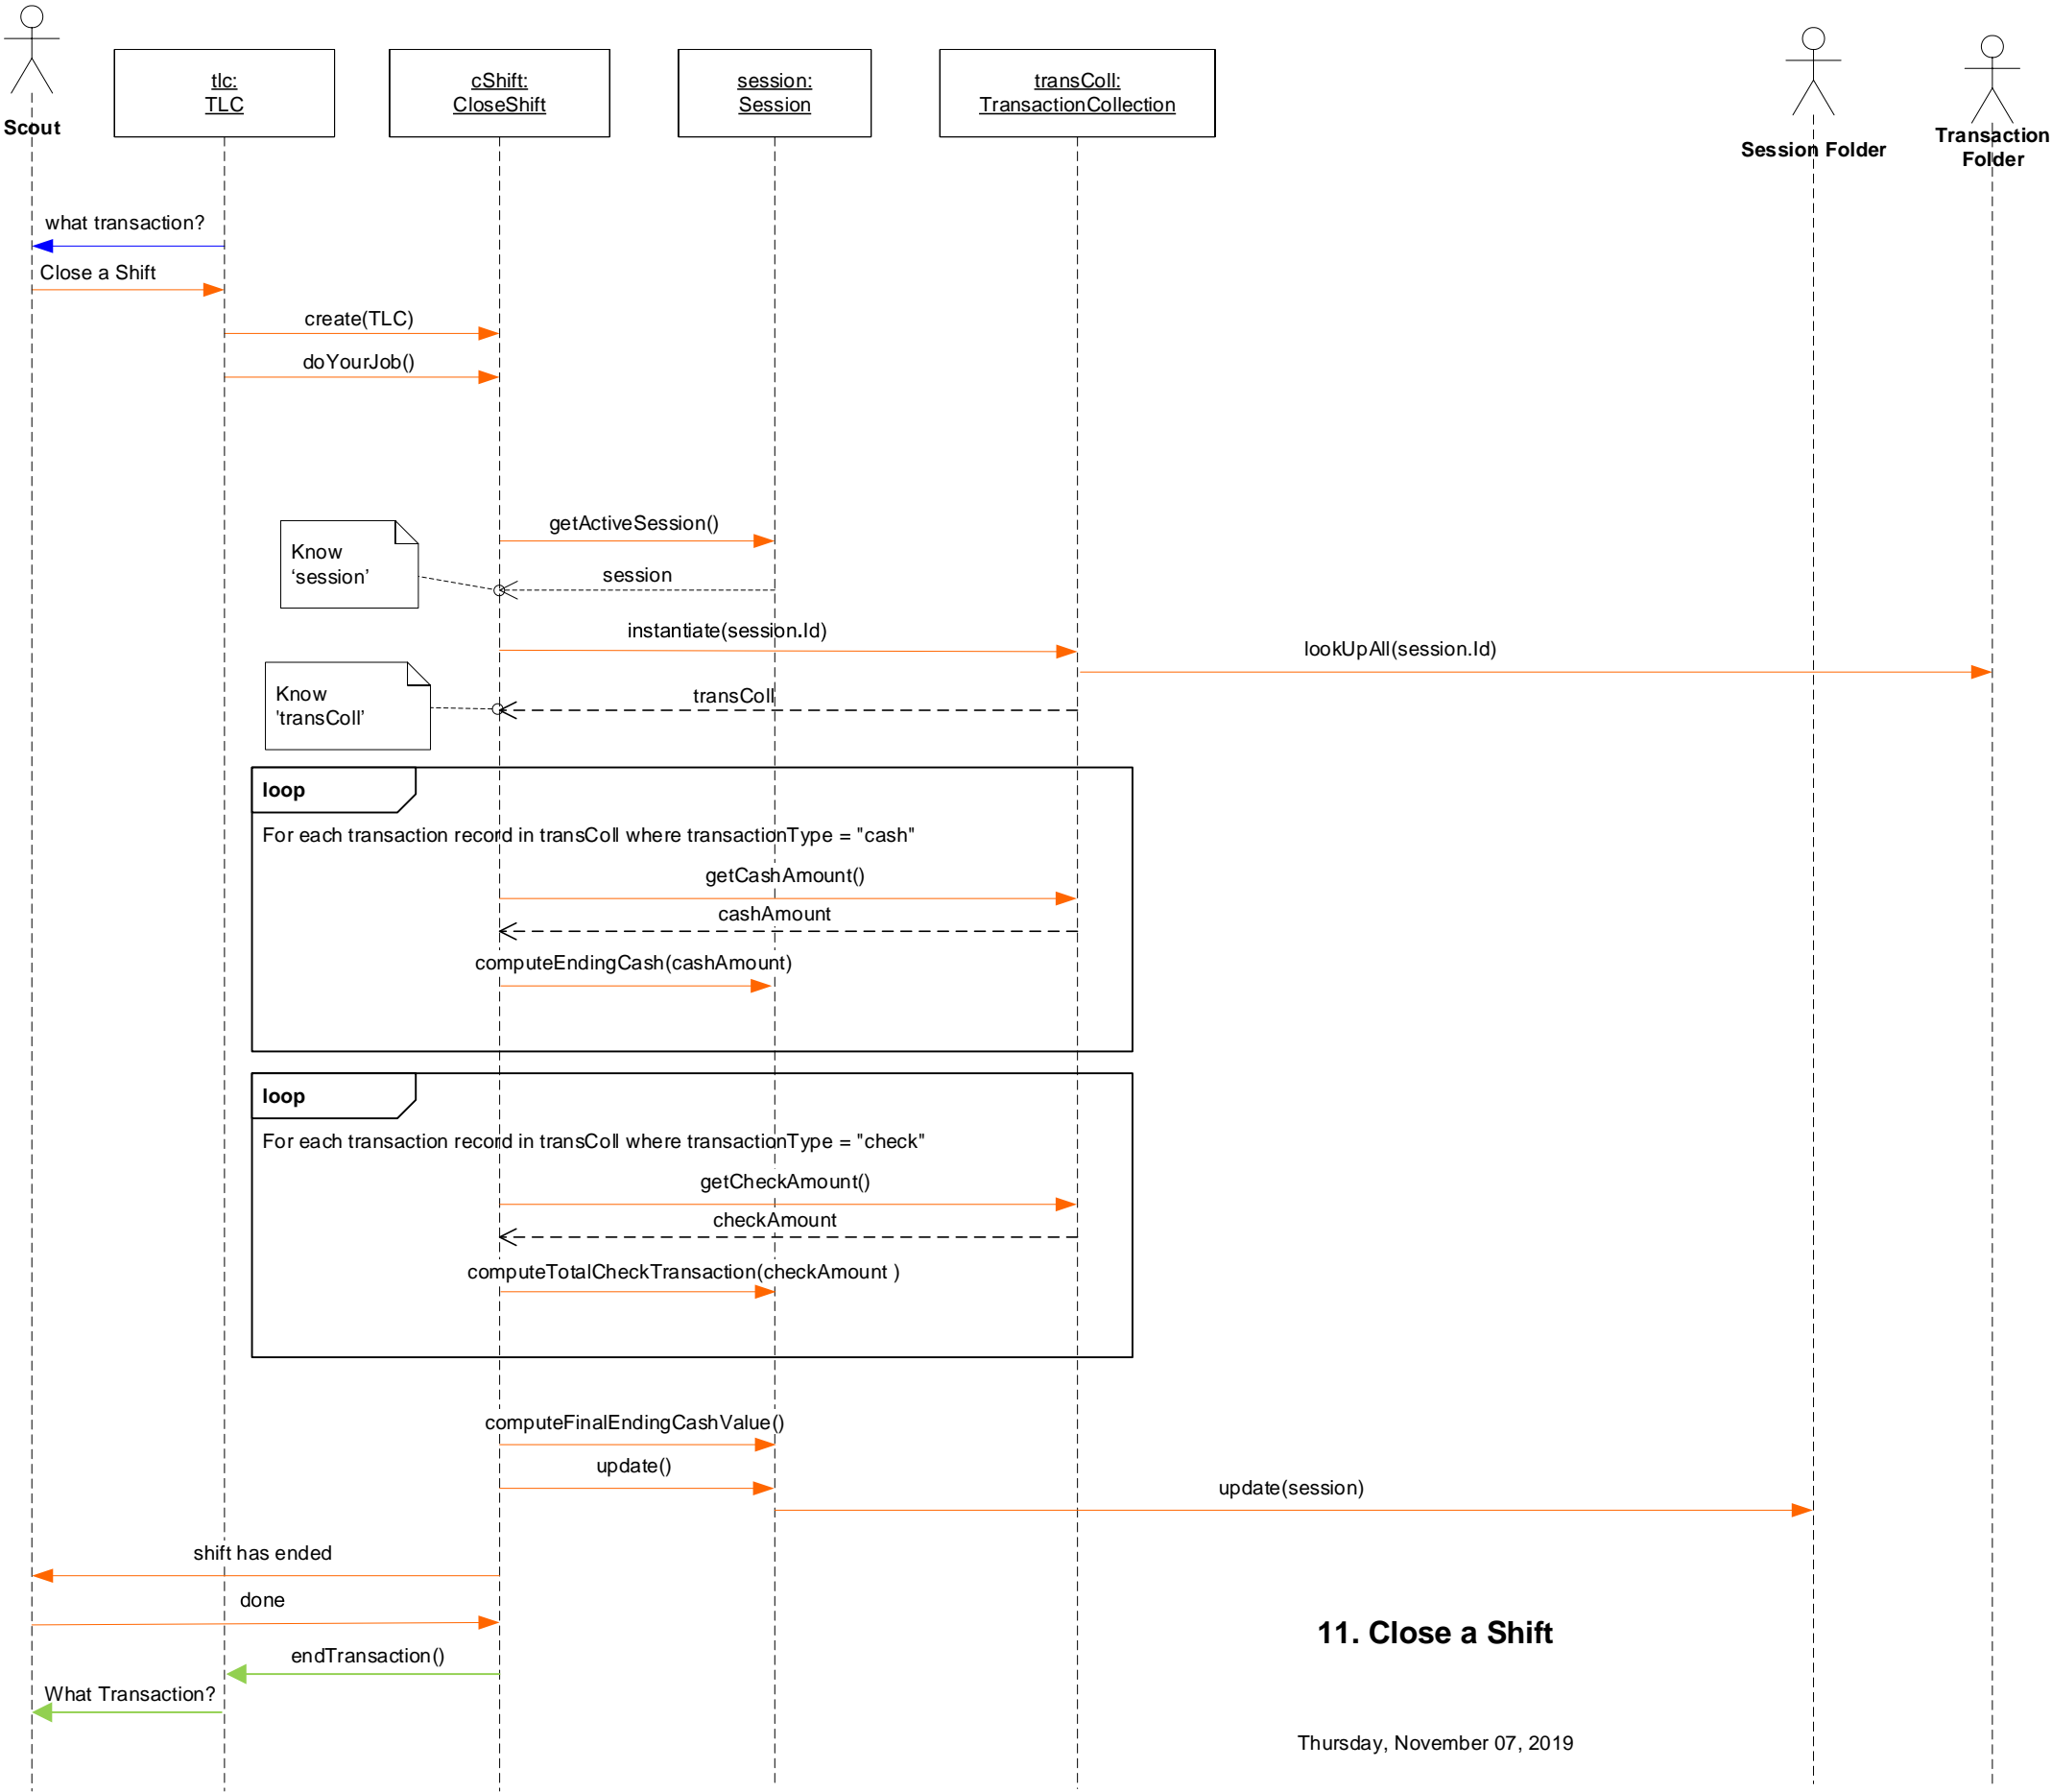 Scout
tlc:
TLC
cShift:
CloseShift
session:
Session
transColl:
TransactionCollection
Session Folder
Transaction
Folder
what transaction?
Close a Shift
create(TLC)
doYourJob()
getActiveSession()
Know
‘session’
session
instantiate(session.Id)
lookUpAll(session.Id)
Know
'transColl’
transColl
loop
For each transaction record in transColl where transactionType = "cash"
getCashAmount()
cashAmount
computeEndingCash(cashAmount)
loop
For each transaction record in transColl where transactionType = "check"
getCheckAmount()
checkAmount
computeTotalCheckTransaction(checkAmount )
computeFinalEndingCashValue()
update()
update(session)
shift has ended
done
11. Close a Shift
endTransaction()
What Transaction?
Thursday, November 07, 2019